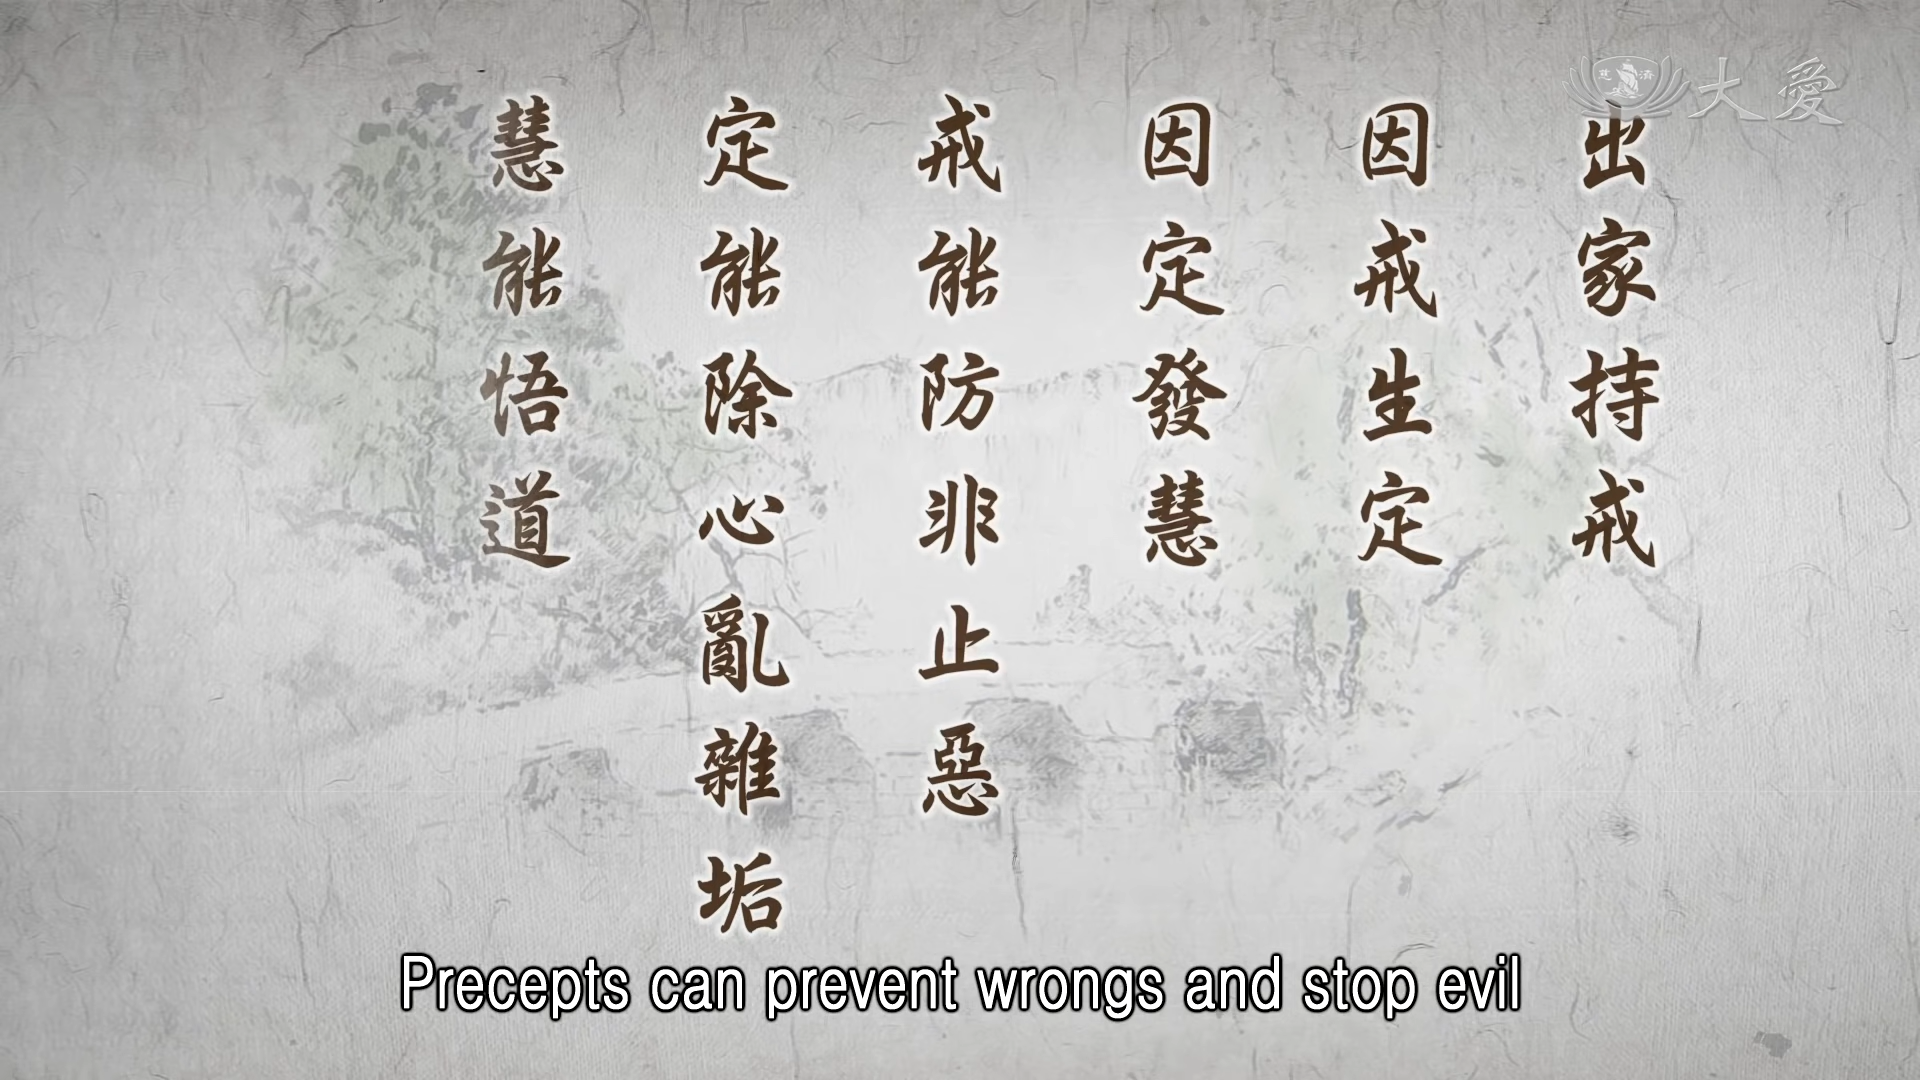 大愛
慈濟
出家持戒
因戒生定
因定發慧
戒能防非止惡
定能除心亂雜垢
慧能悟道
Precepts can prevent wrongs and stop evil